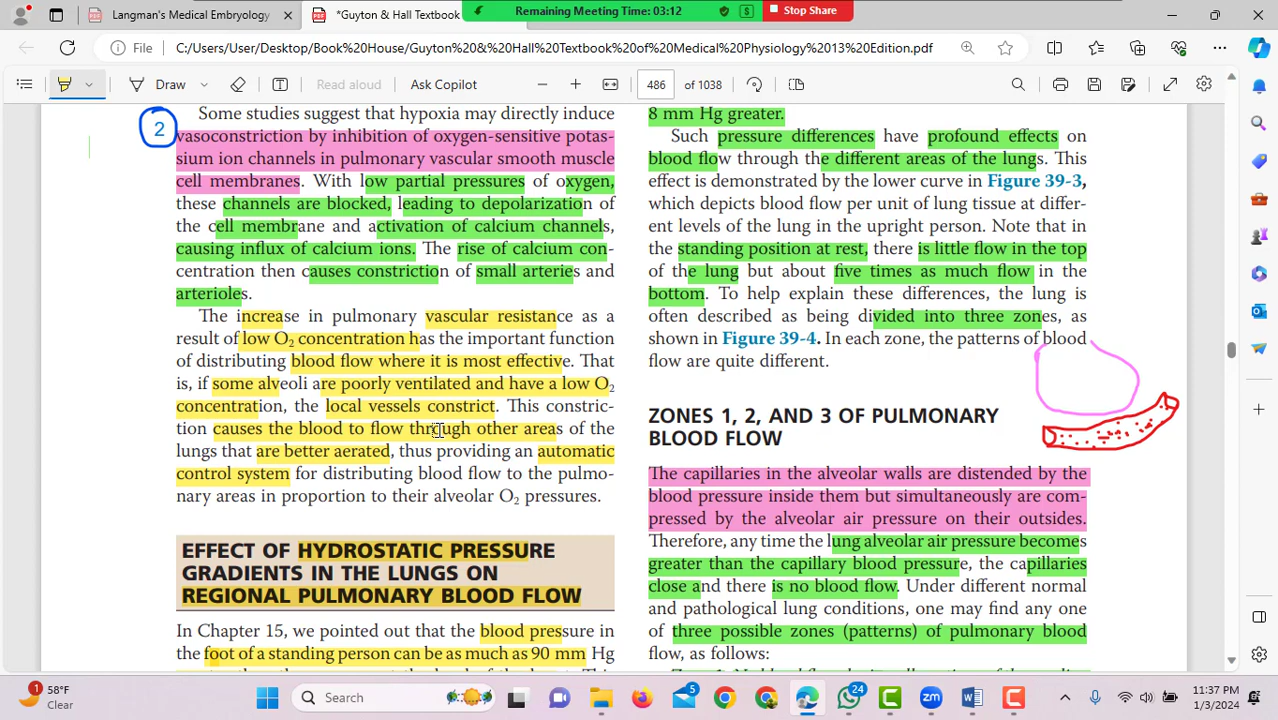 Langman's Medical Embryology
*Guyton & Hall Textbook
Remaining Meeting Time: 03:12
Stop Share
File
C:/Users/User/Desktop/Book%20House/Guyton%20&%20Hall%20Textbook%20of%20Medical%20Physiology%2013%20Edition.pdf
Draw
Read aloud
Ask Copilot
486
of 1038
2
Some studies suggest that hypoxia may directly induce
vasoconstriction by inhibition of oxygen-sensitive potas-
sium ion channels in pulmonary vascular smooth muscle
cell membranes. With low partial pressures of oxygen,
these channels are blocked, leading to depolarization of
the cell membrane and activation of calcium channels,
causing influx of calcium ions. The rise of calcium con-
centration then causes constriction of small arteries and
arterioles.
The increase in pulmonary vascular resistance as a
result of low O2 concentration has the important function
of distributing blood flow where it is most effective. That
is, if some alveoli are poorly ventilated and have a low O2
concentration, the local vessels constrict. This constric-
tion causes the blood to flow through other areas of the
lungs that are better aerated, thus providing an automatic
control system for distributing blood flow to the pulmo-
nary areas in proportion to their alveolar O2 pressures.
EFFECT OF HYDROSTATIC PRESSURE
GRADIENTS IN THE LUNGS ON
REGIONAL PULMONARY BLOOD FLOW
In Chapter 15, we pointed out that the blood pressure in
the foot of a standing person can be as much as 90 mm Hg
8 mm Hg greater.
Such pressure differences have profound effects on
blood flow through the different areas of the lungs. This
effect is demonstrated by the lower curve in Figure 39-3,
which depicts blood flow per unit of lung tissue at differ-
ent levels of the lung in the upright person. Note that in
the standing position at rest, there is little flow in the top
of the lung but about five times as much flow in the
bottom. To help explain these differences, the lung is
often described as being divided into three zones, as
shown in Figure 39-4. In each zone, the patterns of blood
flow are quite different.
ZONES 1, 2, AND 3 OF PULMONARY
BLOOD FLOW
The capillaries in the alveolar walls are distended by the
blood pressure inside them but simultaneously are com-
pressed by the alveolar air pressure on their outsides.
Therefore, any time the lung alveolar air pressure becomes
greater than the capillary blood pressure, the capillaries
close and there is no blood flow. Under different normal
and pathological lung conditions, one may find any one
of three possible zones (patterns) of pulmonary blood
flow, as follows:
1
58°F
Clear
Search
5
24
zm
11:37 PM
1/3/2024